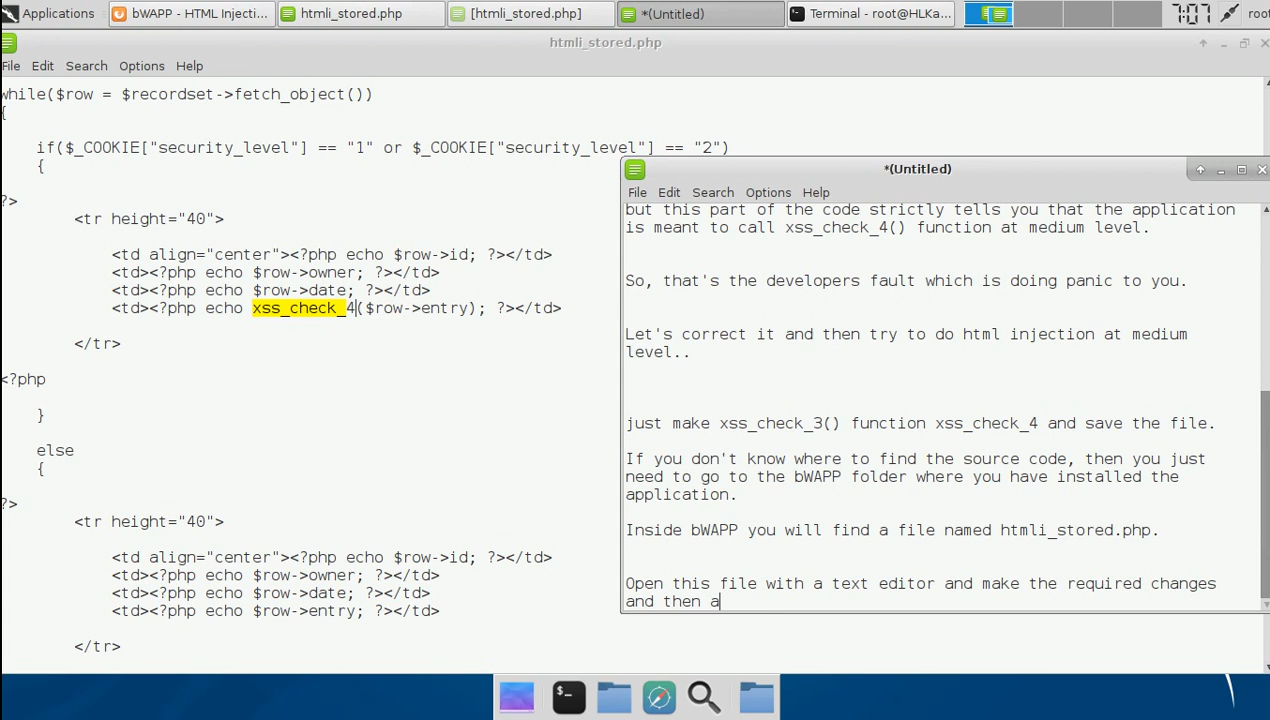 Applications
bWAPP - HTML Injecti...
htmli_stored.php
[htmli_stored.php]
*(Untitled)
Terminal - root@HLKa...
7:07
root
htmli_stored.php
File Edit Search Options Help
while($row = $recordset->fetch_object())
{
if($_COOKIE["security_level"] == "1" or $_COOKIE["security_level"] == "2")
{
?>
<tr height="40">
<td align="center"><?php echo $row->id; ?></td>
<td><?php echo $row->owner; ?></td>
<td><?php echo $row->date; ?></td>
<td><?php echo xss_check_4($row->entry); ?></td>
</tr>
<?php
}
else
{
?>
<tr height="40">
<td align="center"><?php echo $row->id; ?></td>
<td><?php echo $row->owner; ?></td>
<td><?php echo $row->date; ?></td>
<td><?php echo $row->entry; ?></td>
</tr>
*(Untitled)
File Edit Search Options Help
but this part of the code strictly tells you that the application
is meant to call xss_check_4() function at medium level.
So, that's the developers fault which is doing panic to you.
Let's correct it and then try to do html injection at medium
level..
just make xss_check_3() function xss_check_4 and save the file.
If you don't know where to find the source code, then you just
need to go to the bWAPP folder where you have installed the
application.
Inside bWAPP you will find a file named htmli_stored.php.
Open this file with a text editor and make the required changes
and then a